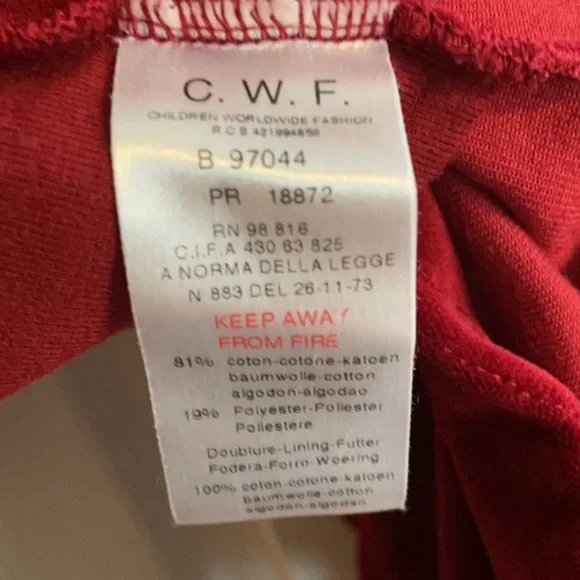 C. W. F.
CHILDREN WORLDWIDE FASHION
R.C.S 421994650
B 97044
PR 18872
RN 98 816
C.I.F.A 430 63 825
A NORMA DELLA LEGGE
N 883 DEL 26-11-73
KEEP AWAY
FROM FIRE
81% coton-cotone-katoen
baumwolle-cotton
algodon-algodao
19% Polyester-Poliester
Poliestere
Doublure-Lining-Futter
Fodera-Forro-Woering
100% coton-cotone-katoen
baumwolle-cotton
algodon-algodao